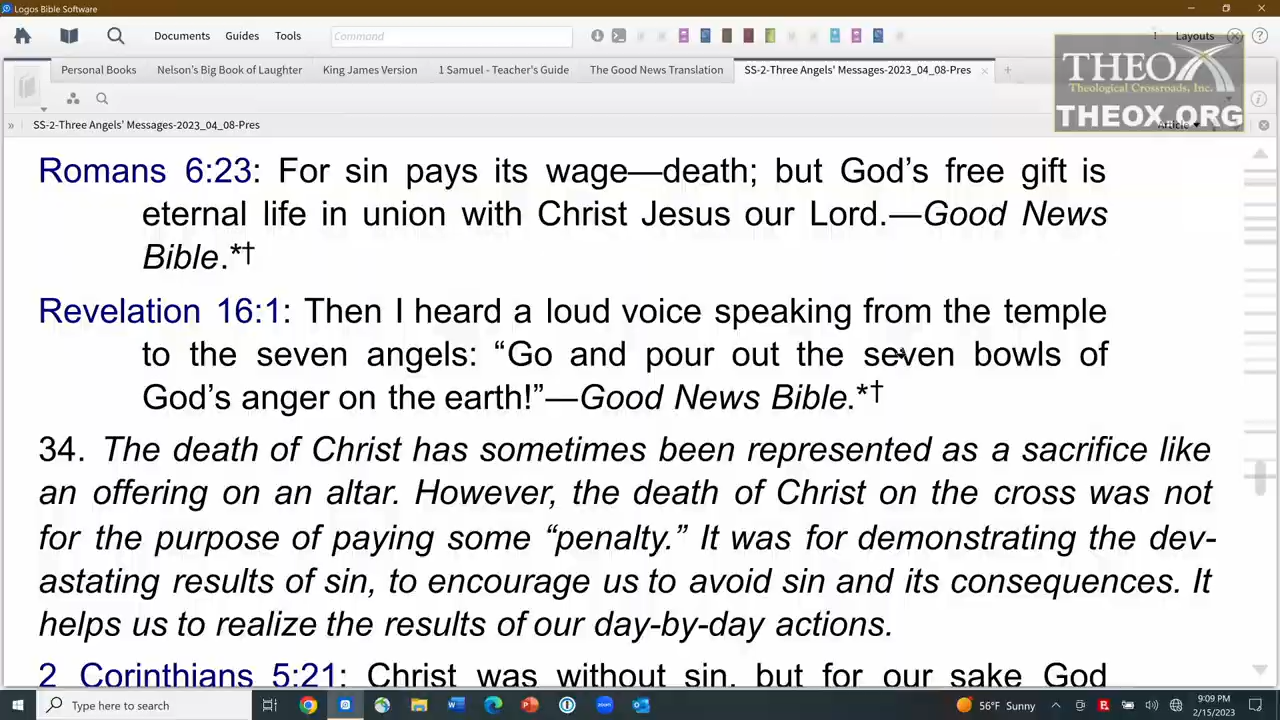 Logos Bible Software
Documents Guides Tools Command Layouts
THEOX
Theological Crossroads, Inc.
THEOX.ORG
Personal Books Nelson's Big Book of Laughter King James Version 1 Samuel - Teacher's Guide The Good News Translation SS-2-Three Angels' Messages-2023_04_08-Pres
SS-2-Three Angels' Messages-2023_04_08-Pres Article
Romans 6:23: For sin pays its wage—death; but God's free gift is
eternal life in union with Christ Jesus our Lord.—Good News
Bible.*†
Revelation 16:1: Then I heard a loud voice speaking from the temple
to the seven angels: “Go and pour out the seven bowls of
God's anger on the earth!”—Good News Bible.*†
34. The death of Christ has sometimes been represented as a sacrifice like
an offering on an altar. However, the death of Christ on the cross was not
for the purpose of paying some “penalty.” It was for demonstrating the dev-
astating results of sin, to encourage us to avoid sin and its consequences. It
helps us to realize the results of our day-by-day actions.
2 Corinthians 5:21: Christ was without sin, but for our sake God
Type here to search
56°F Sunny
9:09 PM
2/15/2023